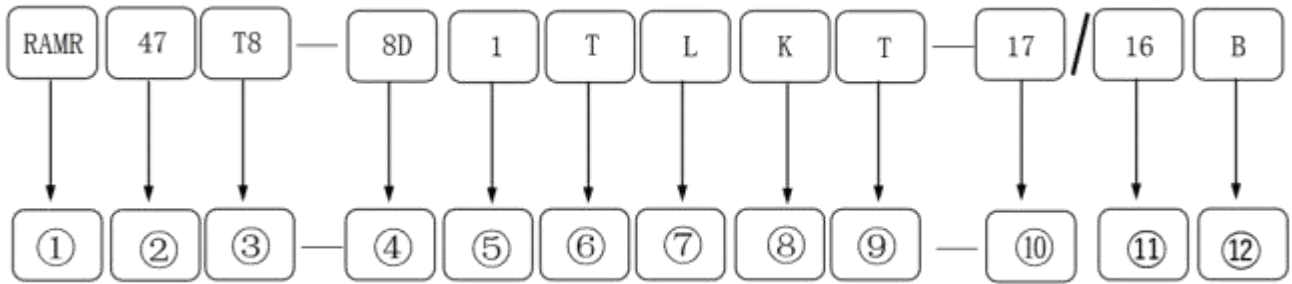 RAMR 47 T8 — 8D 1 T L K T — 17 / 16 B
① ② ③ — ④ ⑤ ⑥ ⑦ ⑧ ⑨ — ⑩ ⑪ ⑫